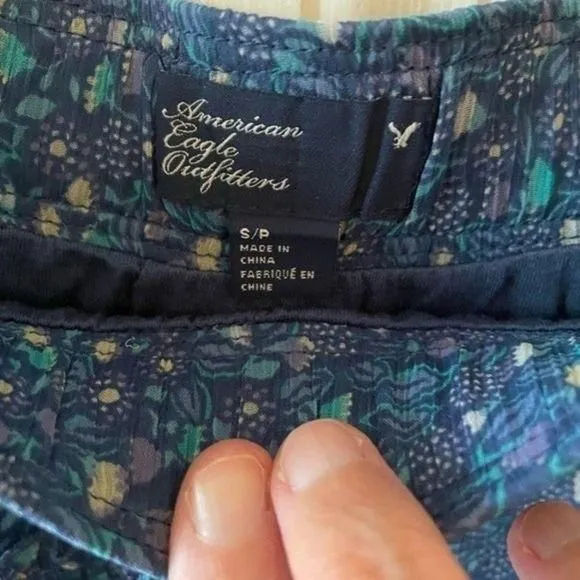 American
Eagle
Outfitters
S/P
MADE IN
CHINA
FABRIQUÉ EN
CHINE